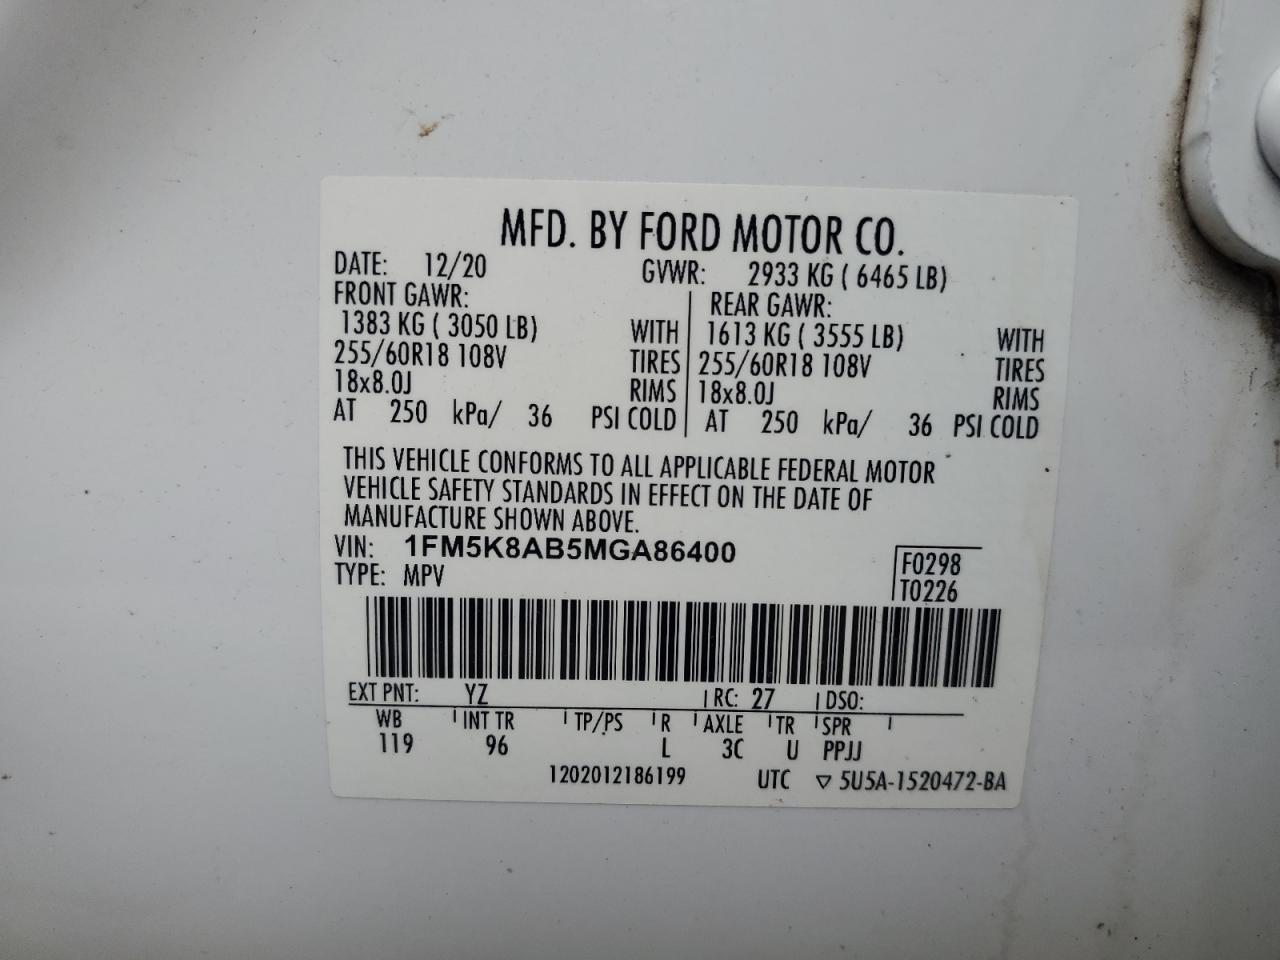 MFD. BY FORD MOTOR CO.
DATE: 12/20 GVWR: 2933 KG ( 6465 LB)
FRONT GAWR: REAR GAWR:
1383 KG ( 3050 LB) WITH 1613 KG ( 3555 LB) WITH
255/60R18 108V TIRES 255/60R18 108V TIRES
18x8.0J RIMS 18x8.0J RIMS
AT 250 kPa/ 36 PSI COLD AT 250 kPa/ 36 PSI COLD
THIS VEHICLE CONFORMS TO ALL APPLICABLE FEDERAL MOTOR
VEHICLE SAFETY STANDARDS IN EFFECT ON THE DATE OF
MANUFACTURE SHOWN ABOVE.
VIN: 1FM5K8AB5MGA86400 F0298
TYPE: MPV T0226
EXT PNT: YZ RC: 27 DSO:
WB INT TR TP/PS R AXLE TR SPR
119 96 L 3C U PPJJ
1202012186199 UTC ▽ 5U5A-1520472-BA